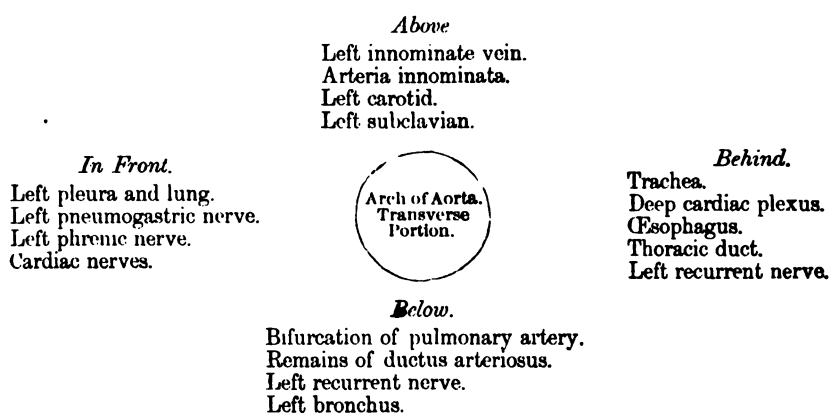 Above
Left innominate vein.
Arteria innominata.
Left carotid.
Left subclavian.
In Front.
Left pleura and lung.
Left pneumogastric nerve.
Left phrenic nerve.
Cardiac nerves.
Arch of Aorta.
Transverse
Portion.
Behind.
Trachea.
Deep cardiac plexus.
Œsophagus.
Thoracic duct.
Left recurrent nerve.
Below.
Bifurcation of pulmonary artery.
Remains of ductus arteriosus.
Left recurrent nerve.
Left bronchus.